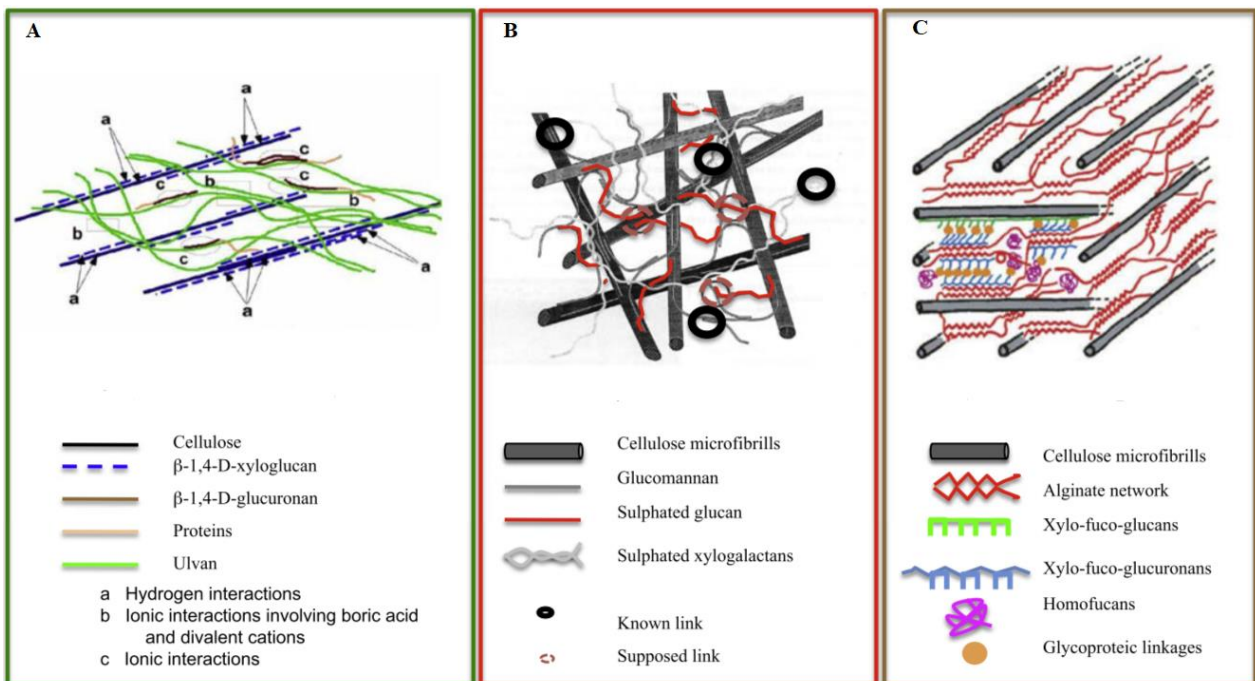 A
a
a
c
c
b
c
b
b
c
a
a
a
Cellulose
β-1,4-D-xyloglucan
β-1,4-D-glucuronan
Proteins
Ulvan
a Hydrogen interactions
b Ionic interactions involving boric acid
and divalent cations
c Ionic interactions
B
Cellulose microfibrills
Glucomannan
Sulphated glucan
Sulphated xylogalactans
Known link
Supposed link
C
Cellulose microfibrills
Alginate network
Xylo-fuco-glucans
Xylo-fuco-glucuronans
Homofucans
Glycoproteic linkages